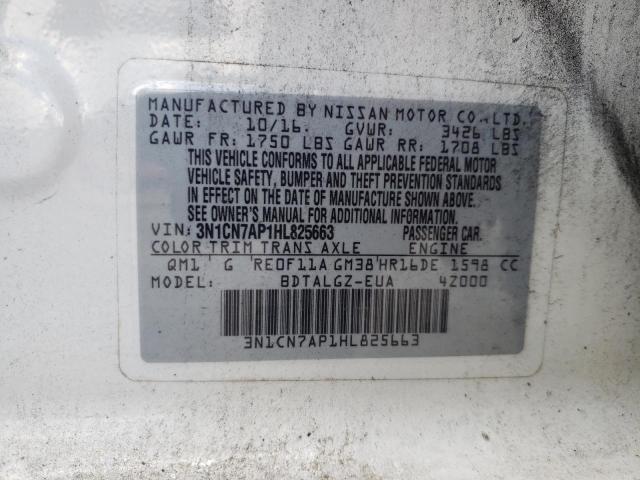 MANUFACTURED BY NISSAN MOTOR CO.,LTD.
DATE: 10/16. GVWR: 3426 LBS
GAWR FR: 1750 LBS GAWR RR: 1708 LBS
THIS VEHICLE CONFORMS TO ALL APPLICABLE FEDERAL MOTOR
VEHICLE SAFETY, BUMPER AND THEFT PREVENTION STANDARDS
IN EFFECT ON THE DATE OF MANUFACTURE SHOWN ABOVE.
SEE OWNER'S MANUAL FOR ADDITIONAL INFORMATION.
VIN: 3N1CN7AP1HL825663 PASSENGER CAR.
COLOR TRIM TRANS AXLE ENGINE
QM1 G RE0F11A GM38 HR16DE 1598 CC
MODEL: BDTALGZ-EUA 4Z000
3N1CN7AP1HL825663